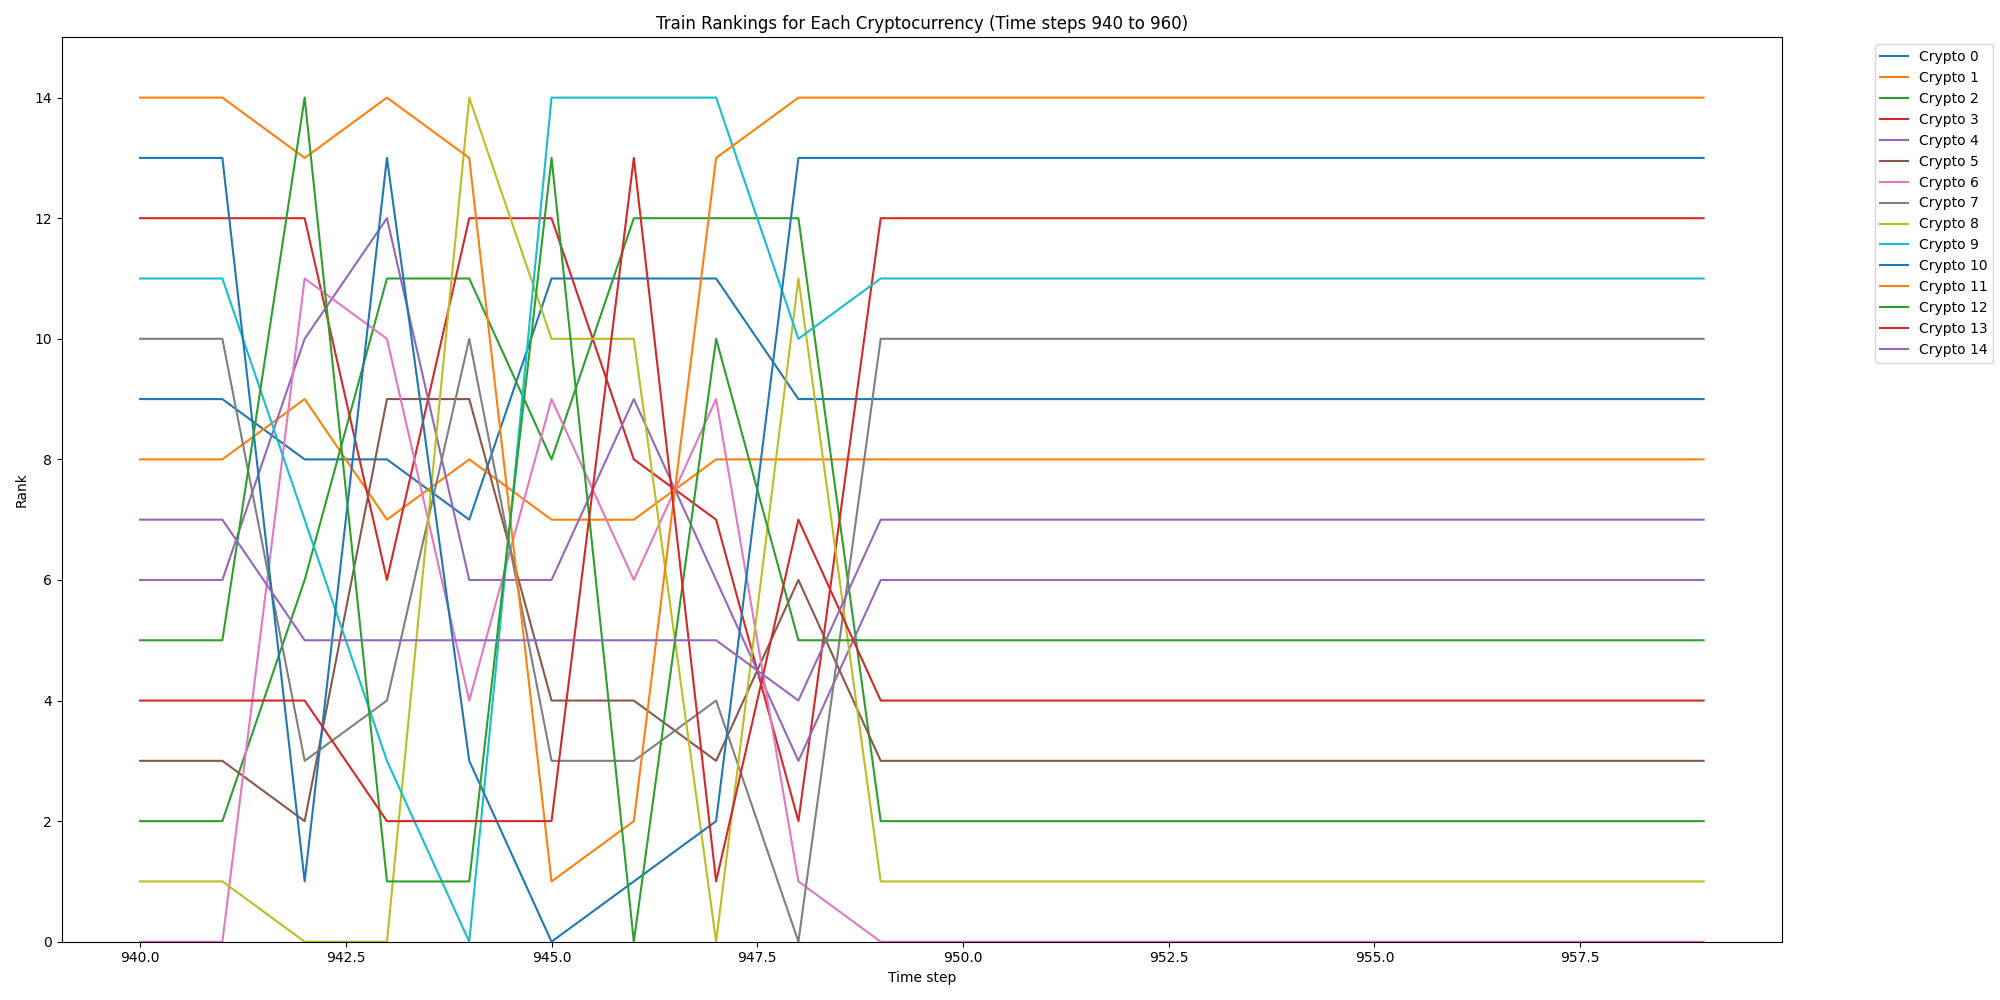 Train Rankings for Each Cryptocurrency (Time steps 940 to 960)
Crypto 0
Crypto 1
Crypto 2
Crypto 3
Crypto 4
Crypto 5
Crypto 6
Crypto 7
Crypto 8
Crypto 9
Crypto 10
Crypto 11
Crypto 12
Crypto 13
Crypto 14
Rank
14
12
10
8
6
4
2
0
940.0 942.5 945.0 947.5 950.0 952.5 955.0 957.5
Time step